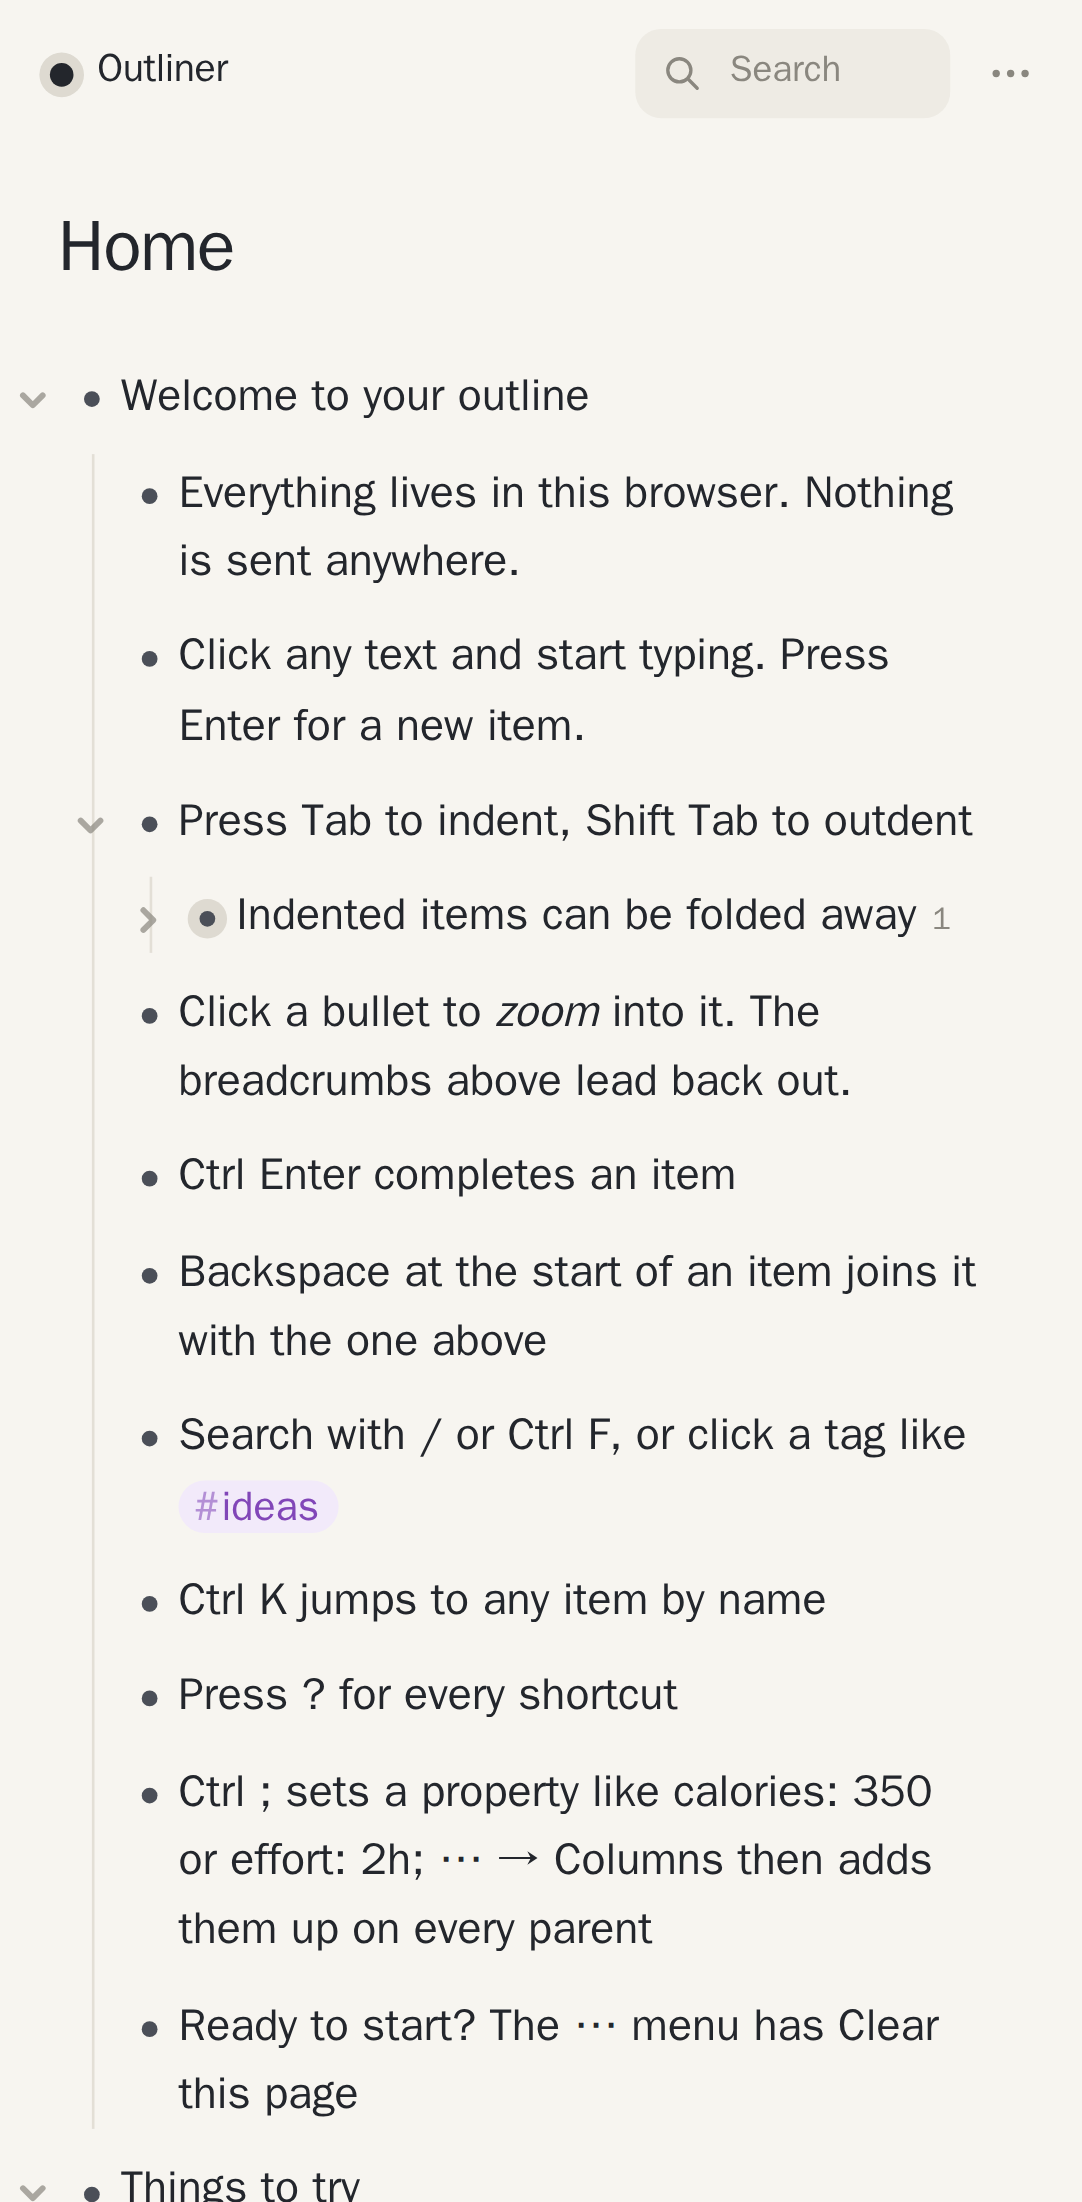 Outliner
Search
Home
Welcome to your outline
Everything lives in this browser. Nothing
is sent anywhere.
Click any text and start typing. Press
Enter for a new item.
Press Tab to indent, Shift Tab to outdent
Indented items can be folded away 1
Click a bullet to zoom into it. The
breadcrumbs above lead back out.
Ctrl Enter completes an item
Backspace at the start of an item joins it
with the one above
Search with / or Ctrl F, or click a tag like
#ideas
Ctrl K jumps to any item by name
Press ? for every shortcut
Ctrl ; sets a property like calories: 350
or effort: 2h; ⋯ → Columns then adds
them up on every parent
Ready to start? The ⋯ menu has Clear
this page
Things to try